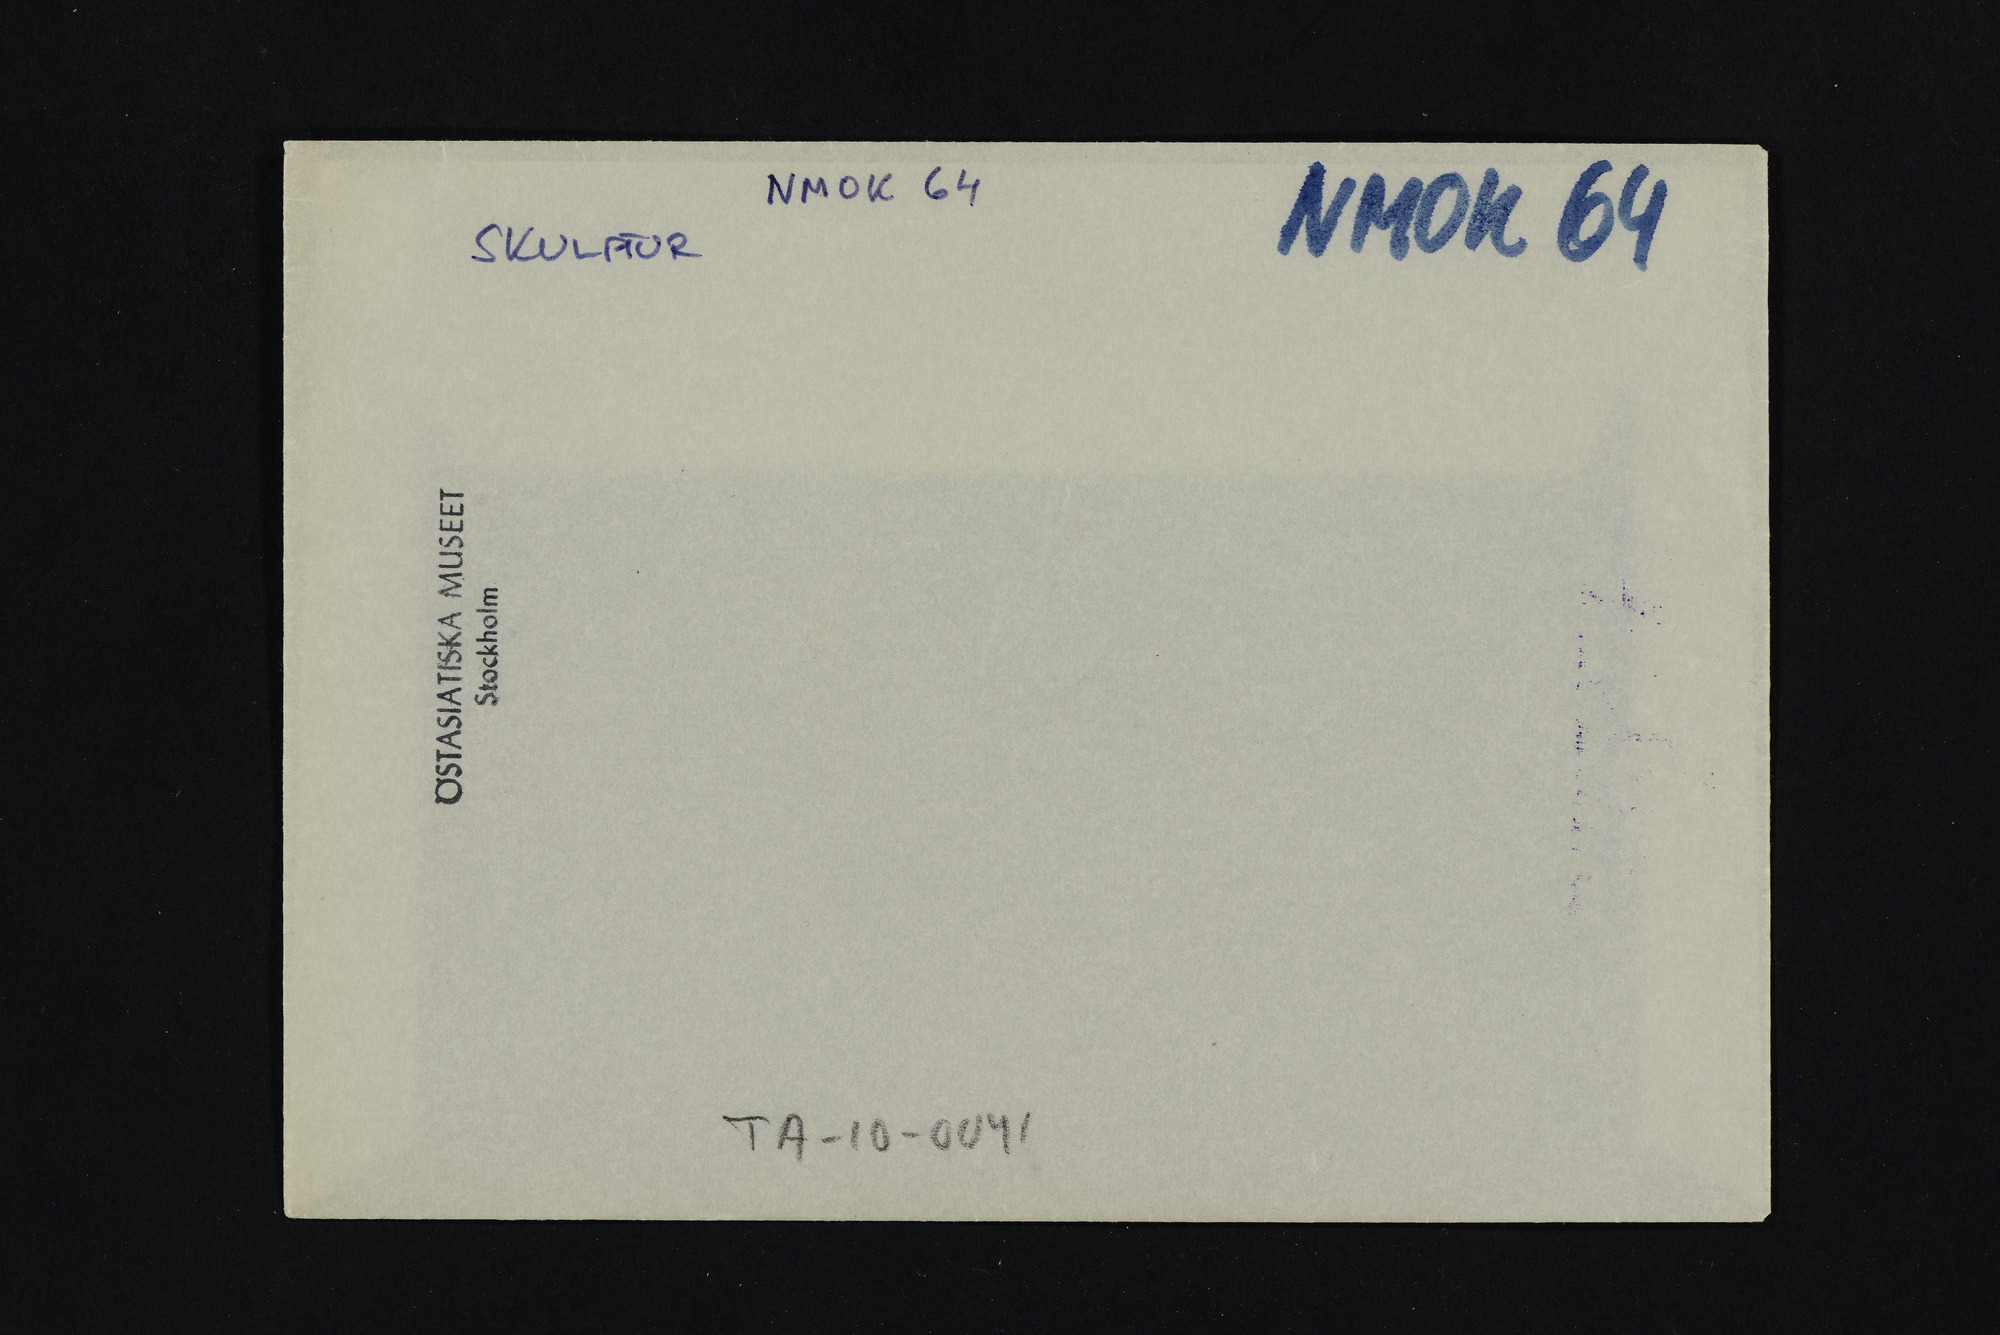 NMOK 64
NMOK 64
SKULPTUR
ÖSTASIATISKA MUSEET
Stockholm
TA-10-0041